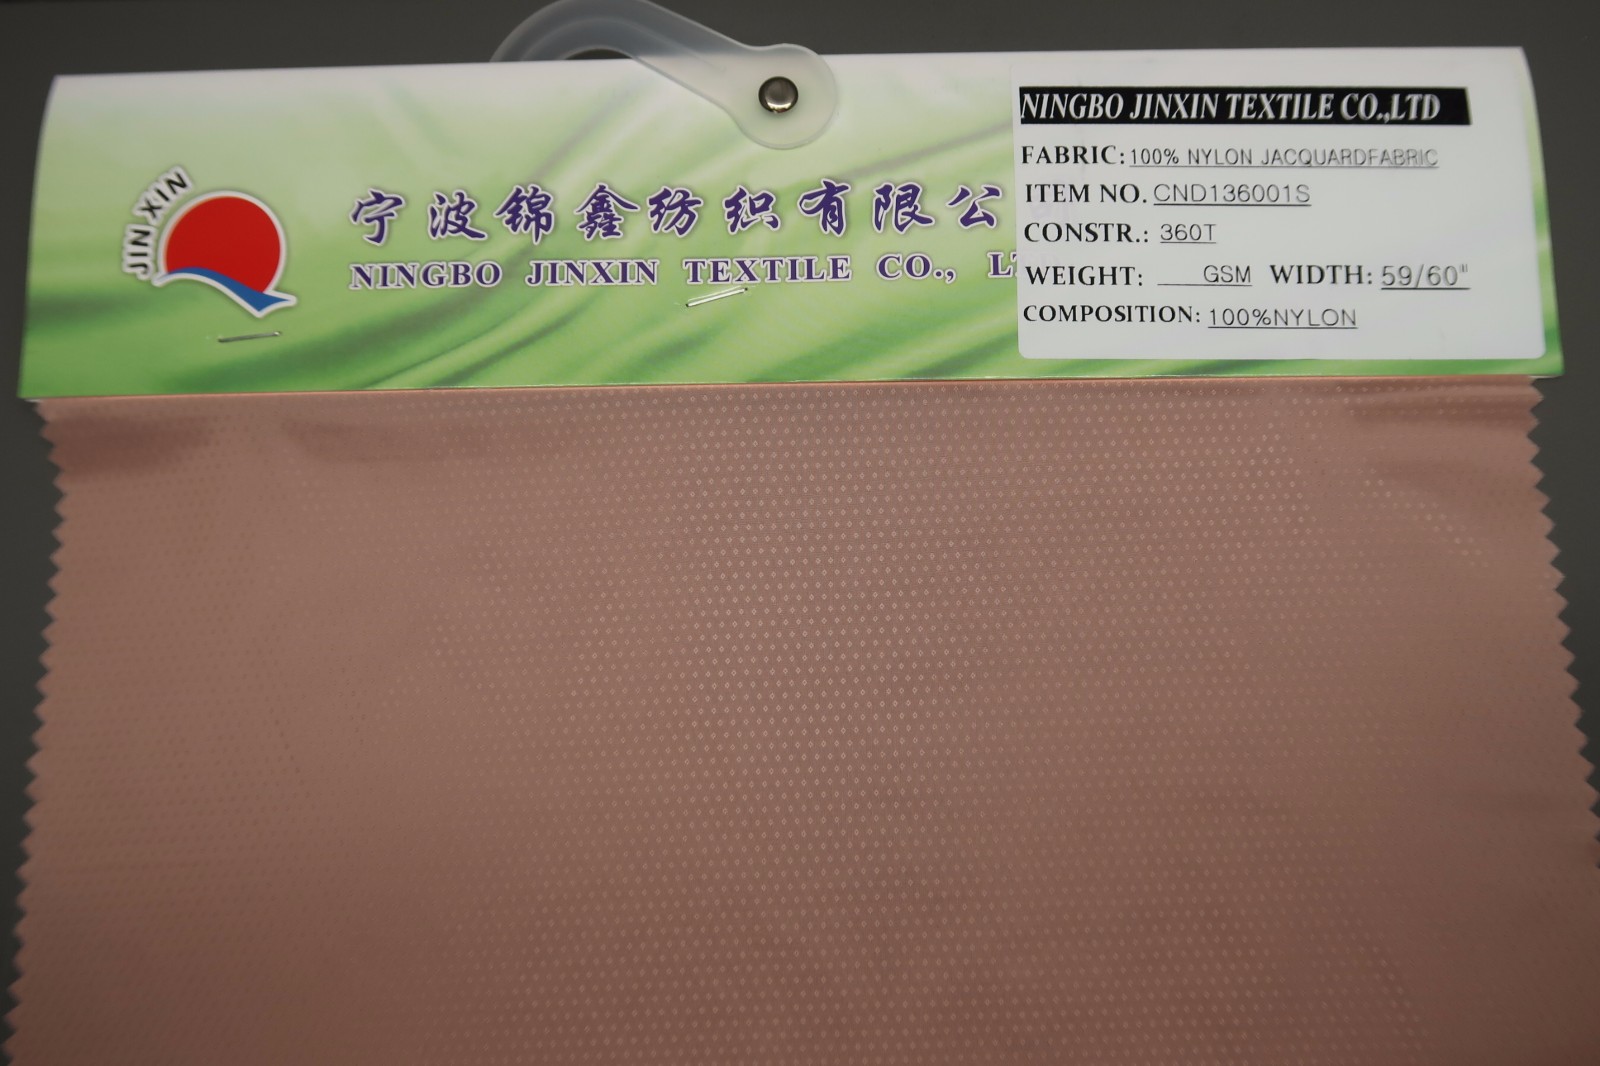 JIN XIN
宁波锦鑫纺织有限公
NINGBO JINXIN TEXTILE CO., LT
NINGBO JINXIN TEXTILE CO.,LTD
FABRIC: 100% NYLON JACQUARDFABRIC
ITEM NO. CND136001S
CONSTR.: 360T
WEIGHT: ___GSM WIDTH: 59/60"
COMPOSITION: 100%NYLON